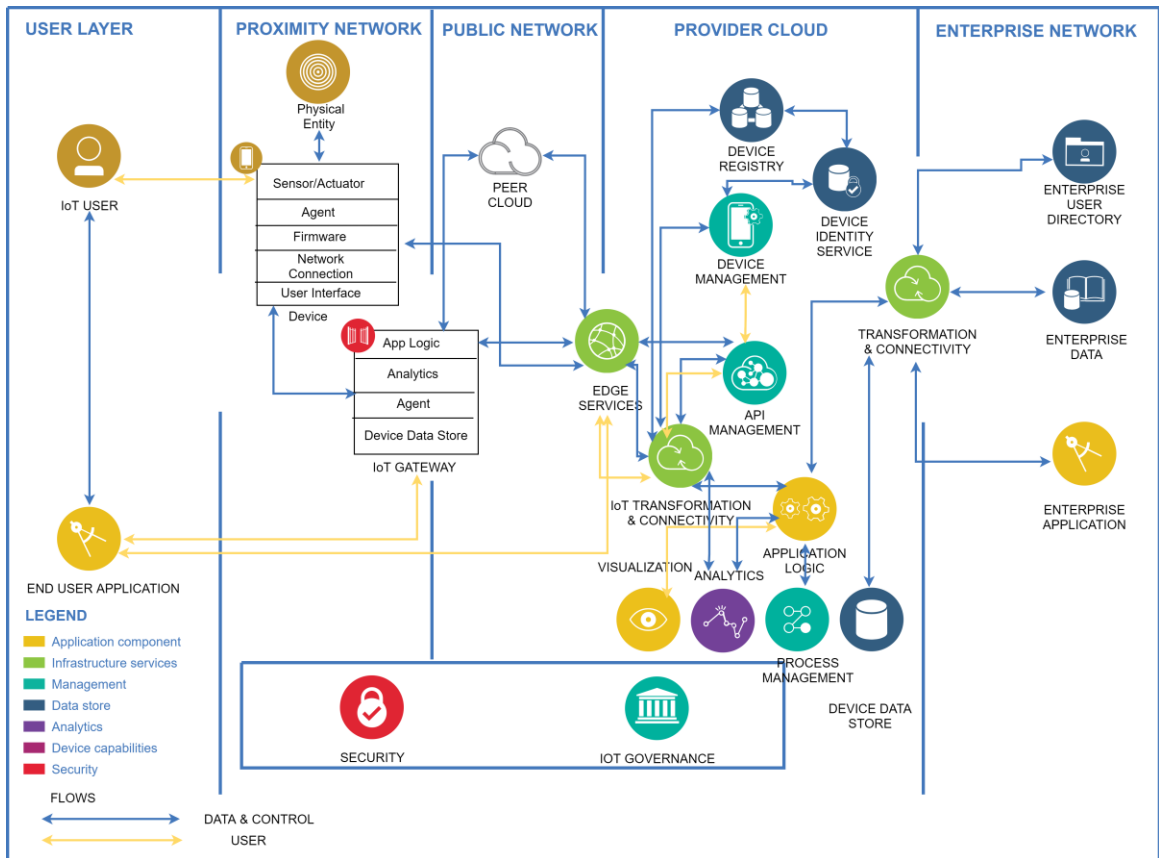 USER LAYER
PROXIMITY NETWORK
PUBLIC NETWORK
PROVIDER CLOUD
ENTERPRISE NETWORK
Physical
Entity
IoT USER
Sensor/Actuator
Agent
Firmware
Network
Connection
User Interface
Device
App Logic
Analytics
Agent
Device Data Store
IoT GATEWAY
PEER
CLOUD
EDGE
SERVICES
DEVICE
REGISTRY
DEVICE
IDENTITY
SERVICE
DEVICE
MANAGEMENT
API
MANAGEMENT
IoT TRANSFORMATION
& CONNECTIVITY
APPLICATION
LOGIC
VISUALIZATION
ANALYTICS
PROCESS
MANAGEMENT
DEVICE DATA
STORE
TRANSFORMATION
& CONNECTIVITY
ENTERPRISE
USER
DIRECTORY
ENTERPRISE
DATA
ENTERPRISE
APPLICATION
END USER APPLICATION
LEGEND
Application component
Infrastructure services
Management
Data store
Analytics
Device capabilities
Security
FLOWS
DATA & CONTROL
USER
SECURITY
IOT GOVERNANCE